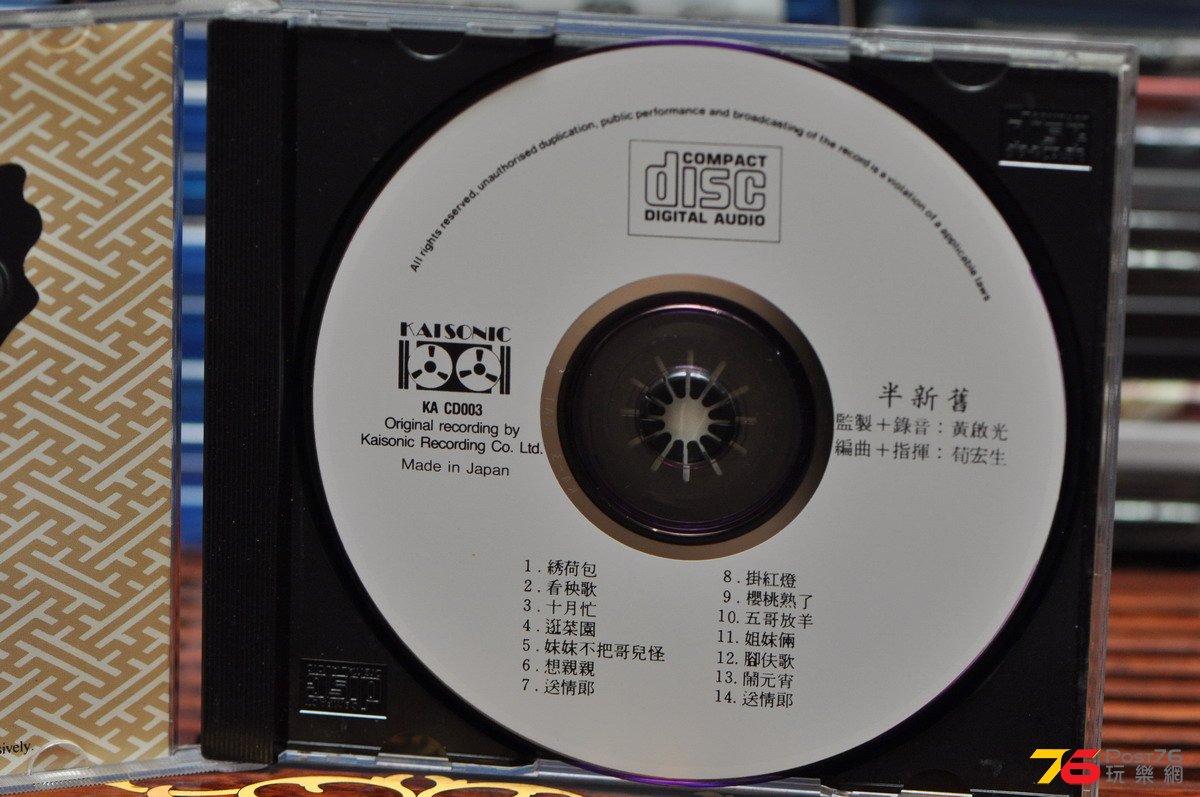 All rights reserved, unauthorised duplication, public performance and broadcasting of the record is a violation of a applicable laws
COMPACT
disc
DIGITAL AUDIO
KAISONIC
KA CD003
Original recording by
Kaisonic Recording Co. Ltd.
Made in Japan
半新舊
監製+錄音:黃啟光
編曲+指揮:荀宏生
1.綉荷包
2.看秧歌
3.十月忙
4.逛菜園
5.妹妹不把哥兒怪
6.想親親
7.送情郎
8.掛紅燈
9.櫻桃熟了
10.五哥放羊
11.姐妹倆
12.腳伕歌
13.鬧元宵
14.送情郎
sively.
76 Post76
玩樂網